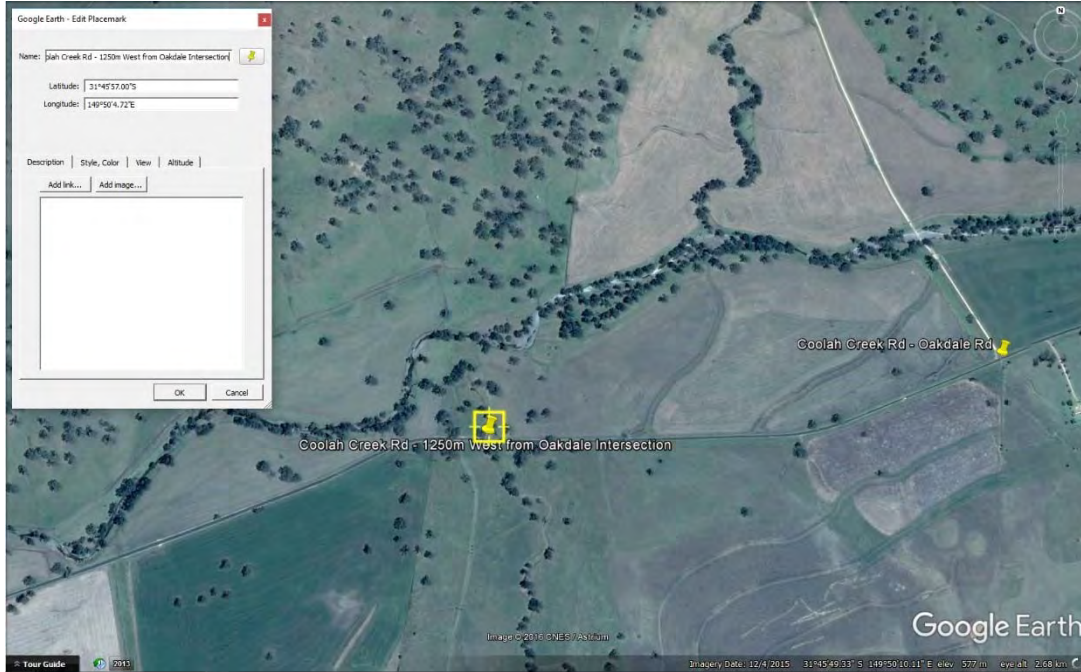 Google Earth - Edit Placemark
x
Name: olah Creek Rd - 1250m West from Oakdale Intersection
Latitude: 31°45'57.00"S
Longitude: 149°50'4.72"E
Description Style, Color View Altitude
Add link... Add image...
OK Cancel
N
Coolah Creek Rd - Oakdale Rd
Coolah Creek Rd - 1250m West from Oakdale Intersection
Image © 2016 CNES / Astrium
Google Earth
Tour Guide 2013
Imagery Date: 12/4/2015 31°45'49.33" S 149°50'10.11" E elev 577 m eye alt 2.68 km